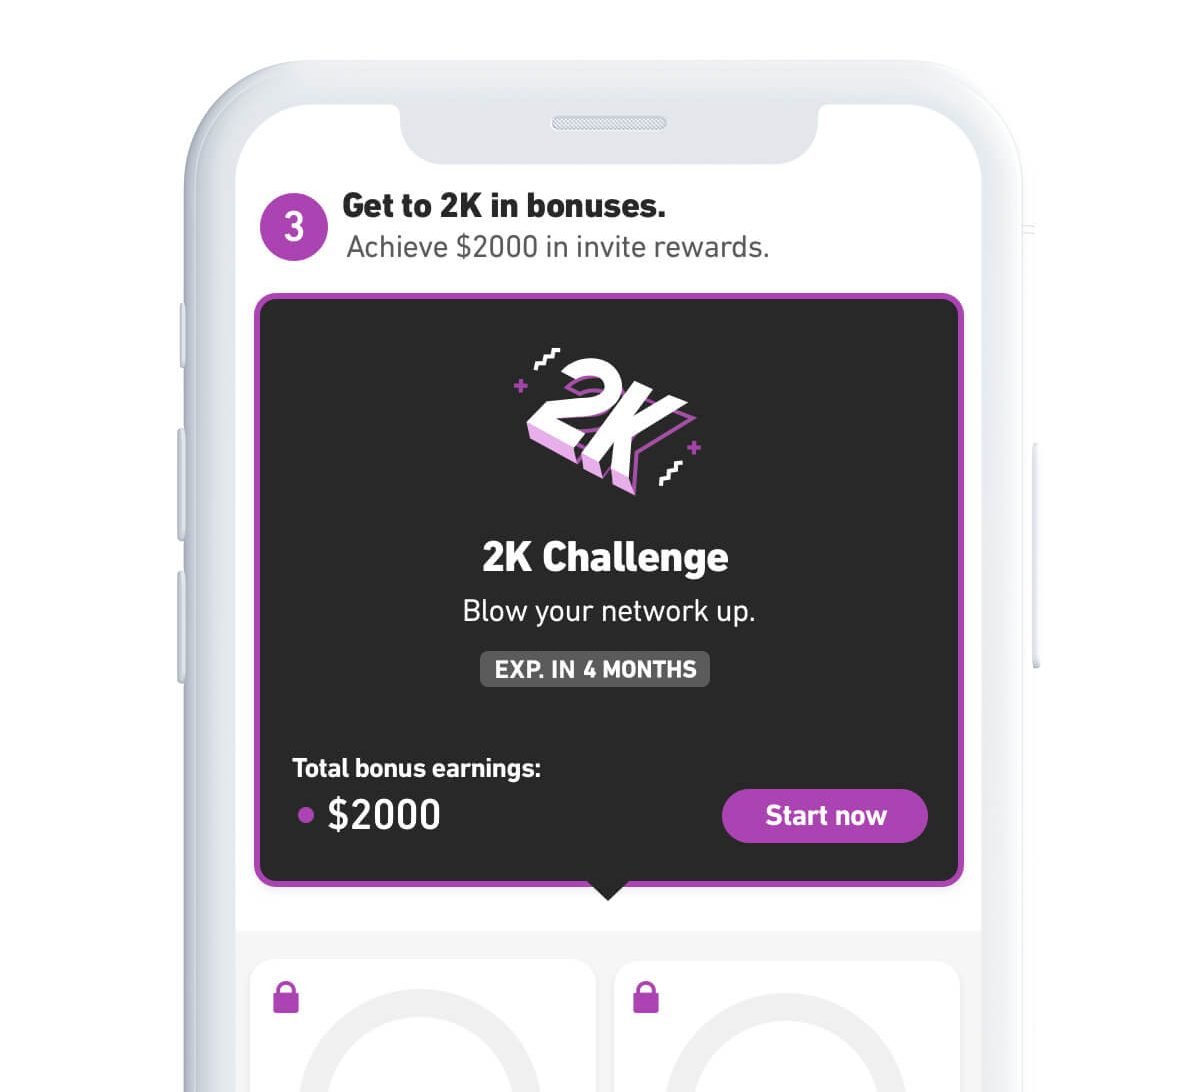 3
Get to 2K in bonuses.
Achieve $2000 in invite rewards.
2K
2K Challenge
Blow your network up.
EXP. IN 4 MONTHS
Total bonus earnings:
$2000
Start now